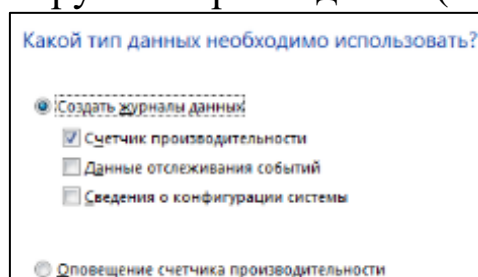 Какой тип данных необходимо использовать?
Создать журналы данных
Счетчик производительности
Данные отслеживания событий
Сведения о конфигурации системы
Оповещение счетчика производительности